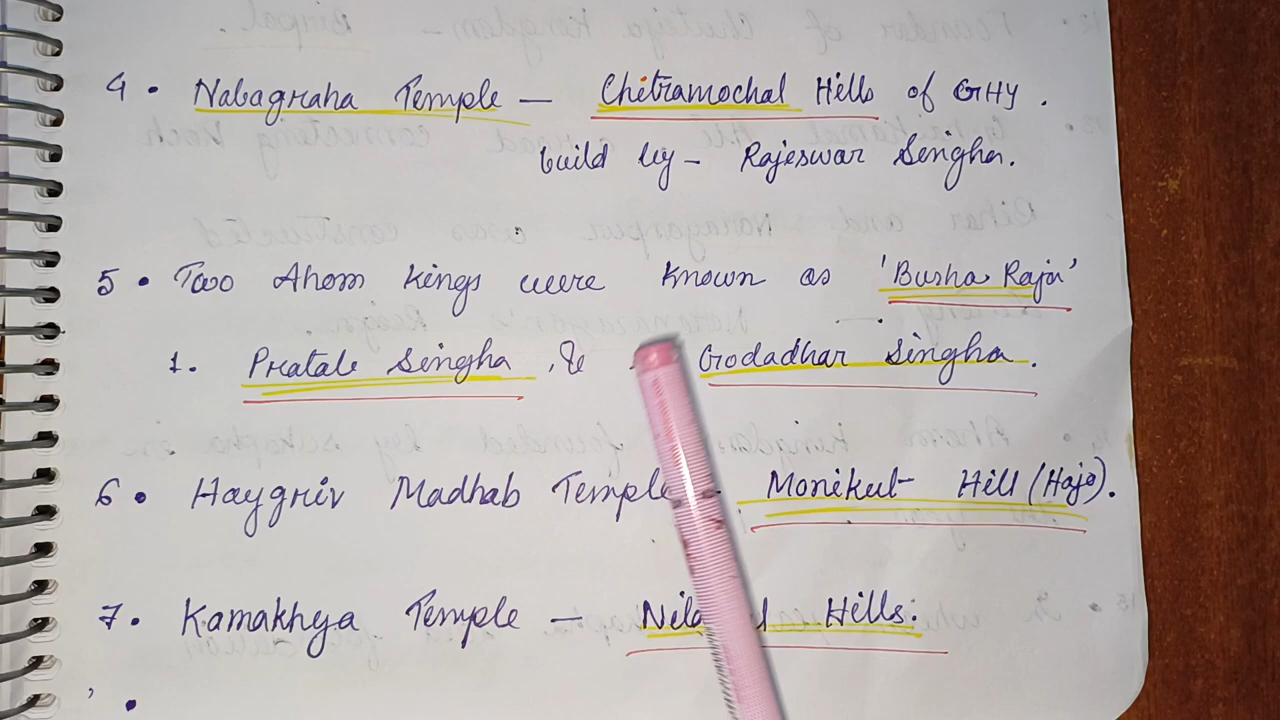 4. Nabagraha Temple - Chitramochal Hills of GHY.
build by - Rajeswar Singha.
5. Two Ahom kings were known as 'Burha Raja'
1. Pratab Singha, & Godadhar Singha.
6. Haygriv Madhab Temple - Monikut Hill (Hajo).
7. Kamakhya Temple - Hills: